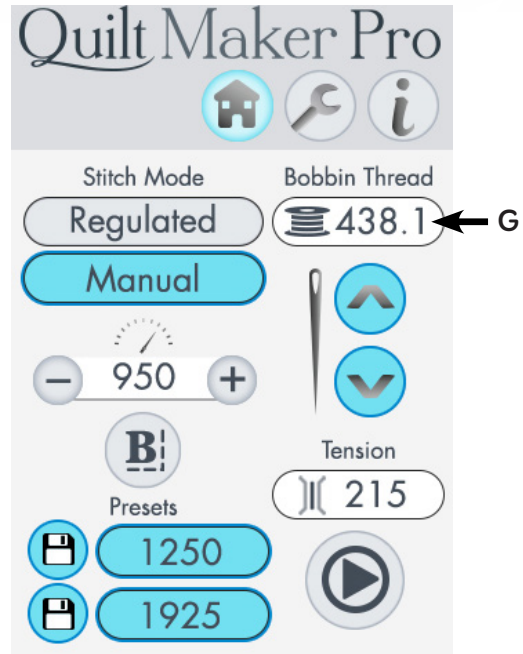 Quilt Maker Pro
i
Stitch Mode
Bobbin Thread
Regulated
438.1
G
Manual
950
B
Tension
Presets
215
1250
1925